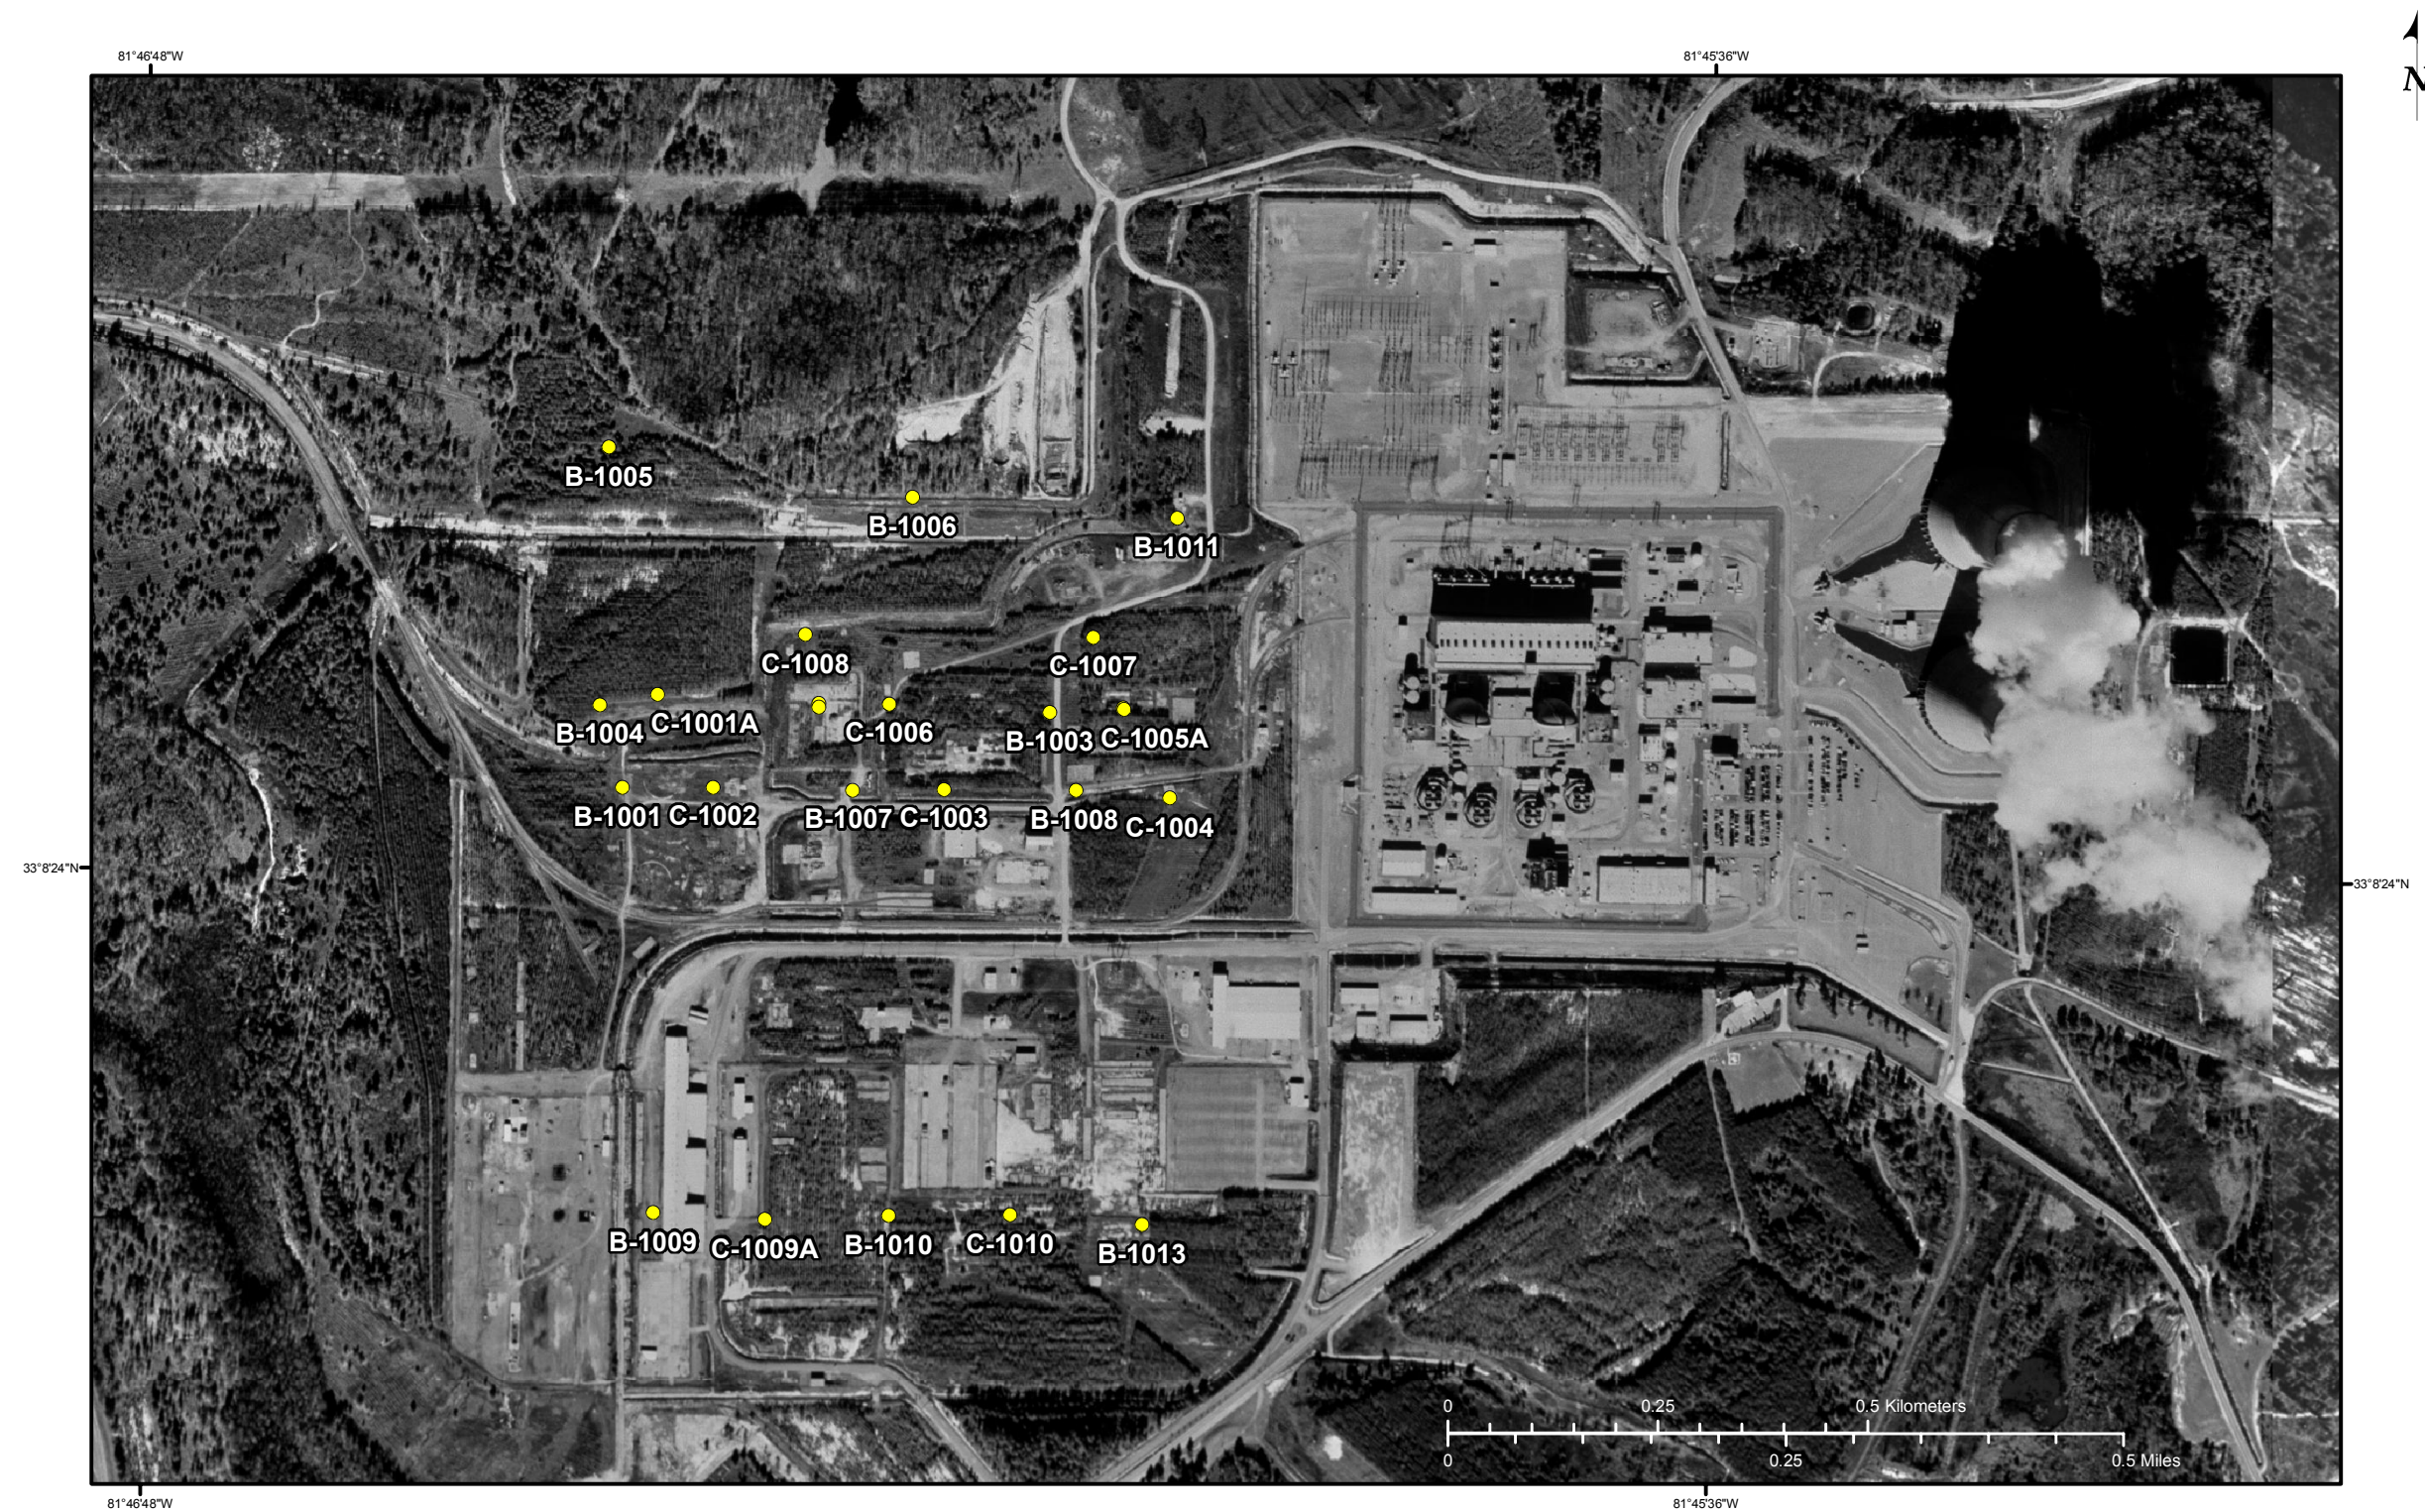 81°46'48"W
81°45'36"W
N
B-1005
B-1006
B-1011
C-1008
C-1007
B-1004
C-1001A
C-1006
B-1003
C-1005A
B-1001
C-1002
B-1007
C-1003
B-1008
C-1004
33°8'24"N
33°8'24"N
B-1009
C-1009A
B-1010
C-1010
B-1013
0 0.25 0.5 Kilometers
0 0.25 0.5 Miles
81°46'48"W
81°45'36"W